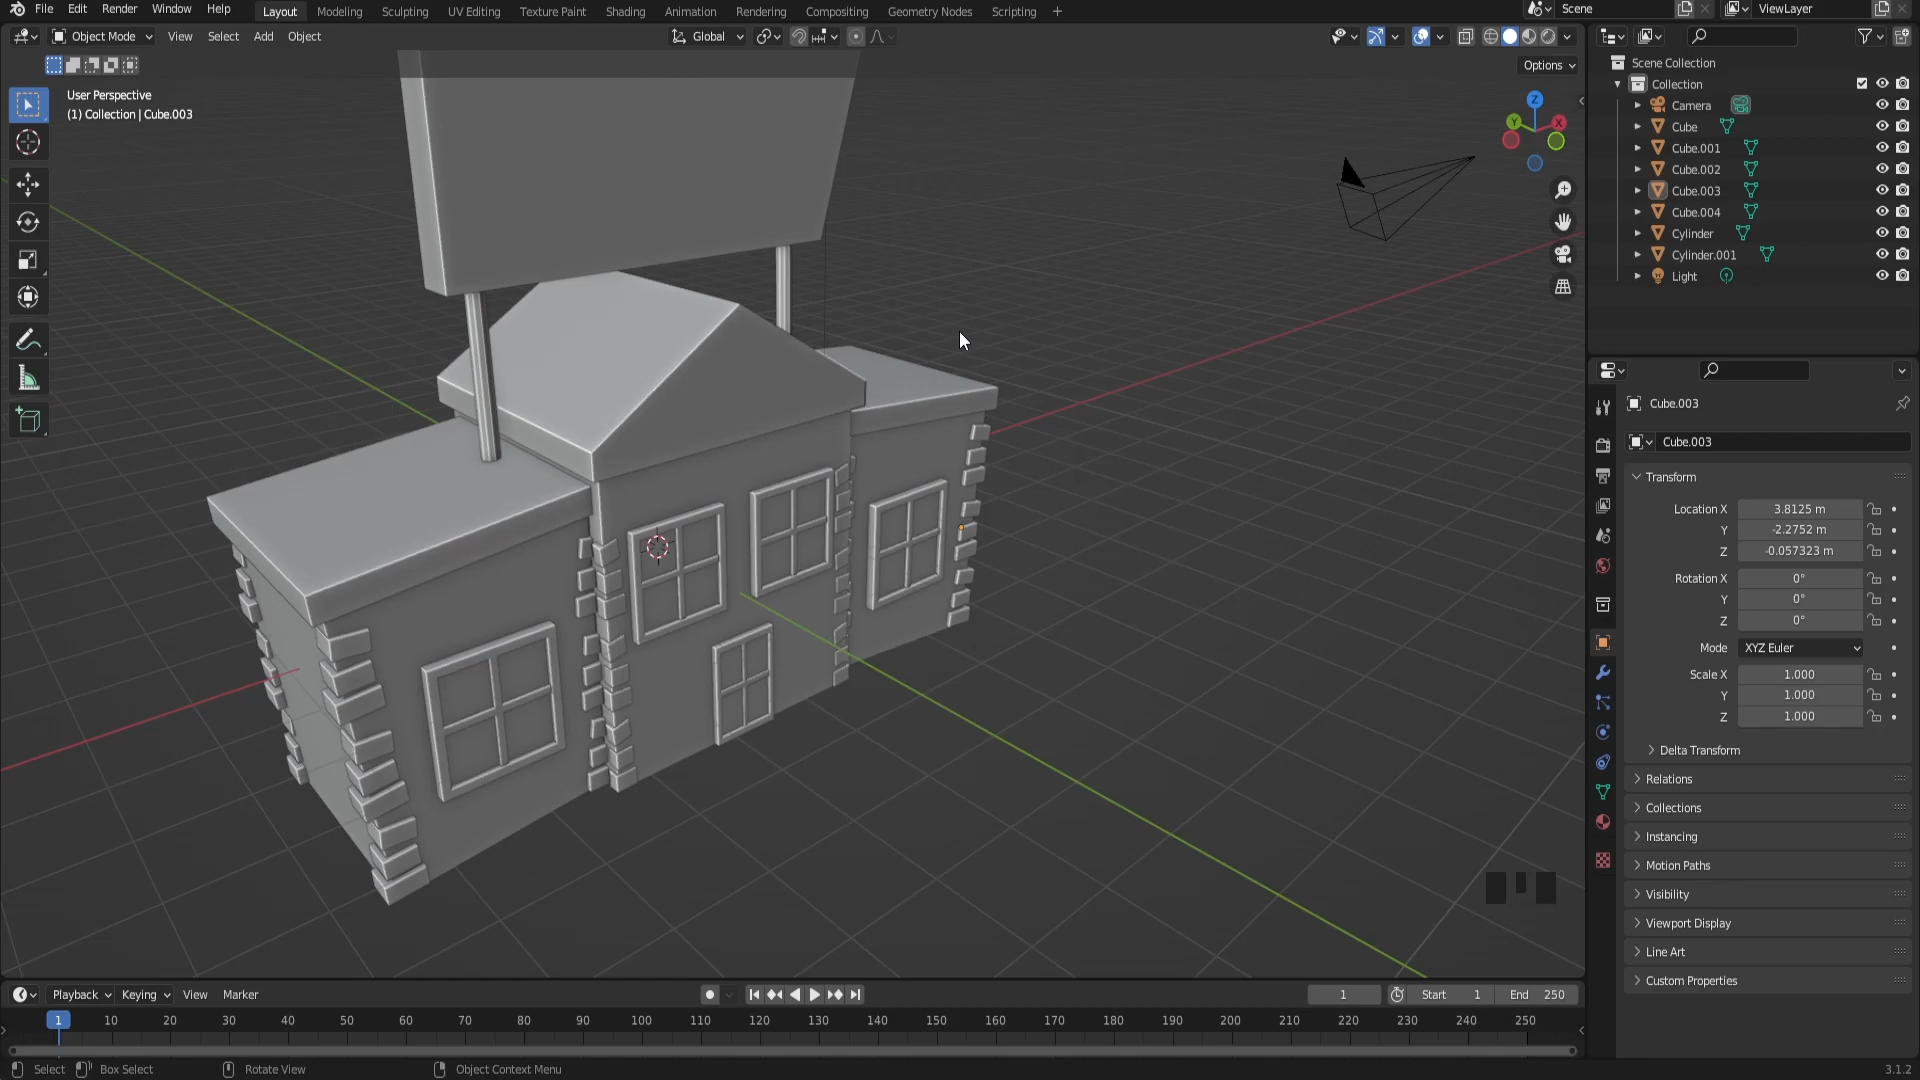 File Edit Render Window Help Layout Modeling Sculpting UV Editing Texture Paint Shading Animation Rendering Compositing Geometry Nodes Scripting + Scene ViewLayer
Object Mode View Select Add Object Global
Options
User Perspective
(1) Collection | Cube.003
Z
Y X
Scene Collection
Collection
Camera
Cube
Cube.001
Cube.002
Cube.003
Cube.004
Cylinder
Cylinder.001
Light
Cube.003
Cube.003
Transform
Location X 3.8125 m
Y -2.2752 m
Z -0.057323 m
Rotation X 0°
Y 0°
Z 0°
Mode XYZ Euler
Scale X 1.000
Y 1.000
Z 1.000
Delta Transform
Relations
Collections
Instancing
Motion Paths
Visibility
Viewport Display
Line Art
Custom Properties
Playback Keying View Marker 1 Start 1 End 250
1 10 20 30 40 50 60 70 80 90 100 110 120 130 140 150 160 170 180 190 200 210 220 230 240 250
Select Box Select Rotate View Object Context Menu 3.1.2